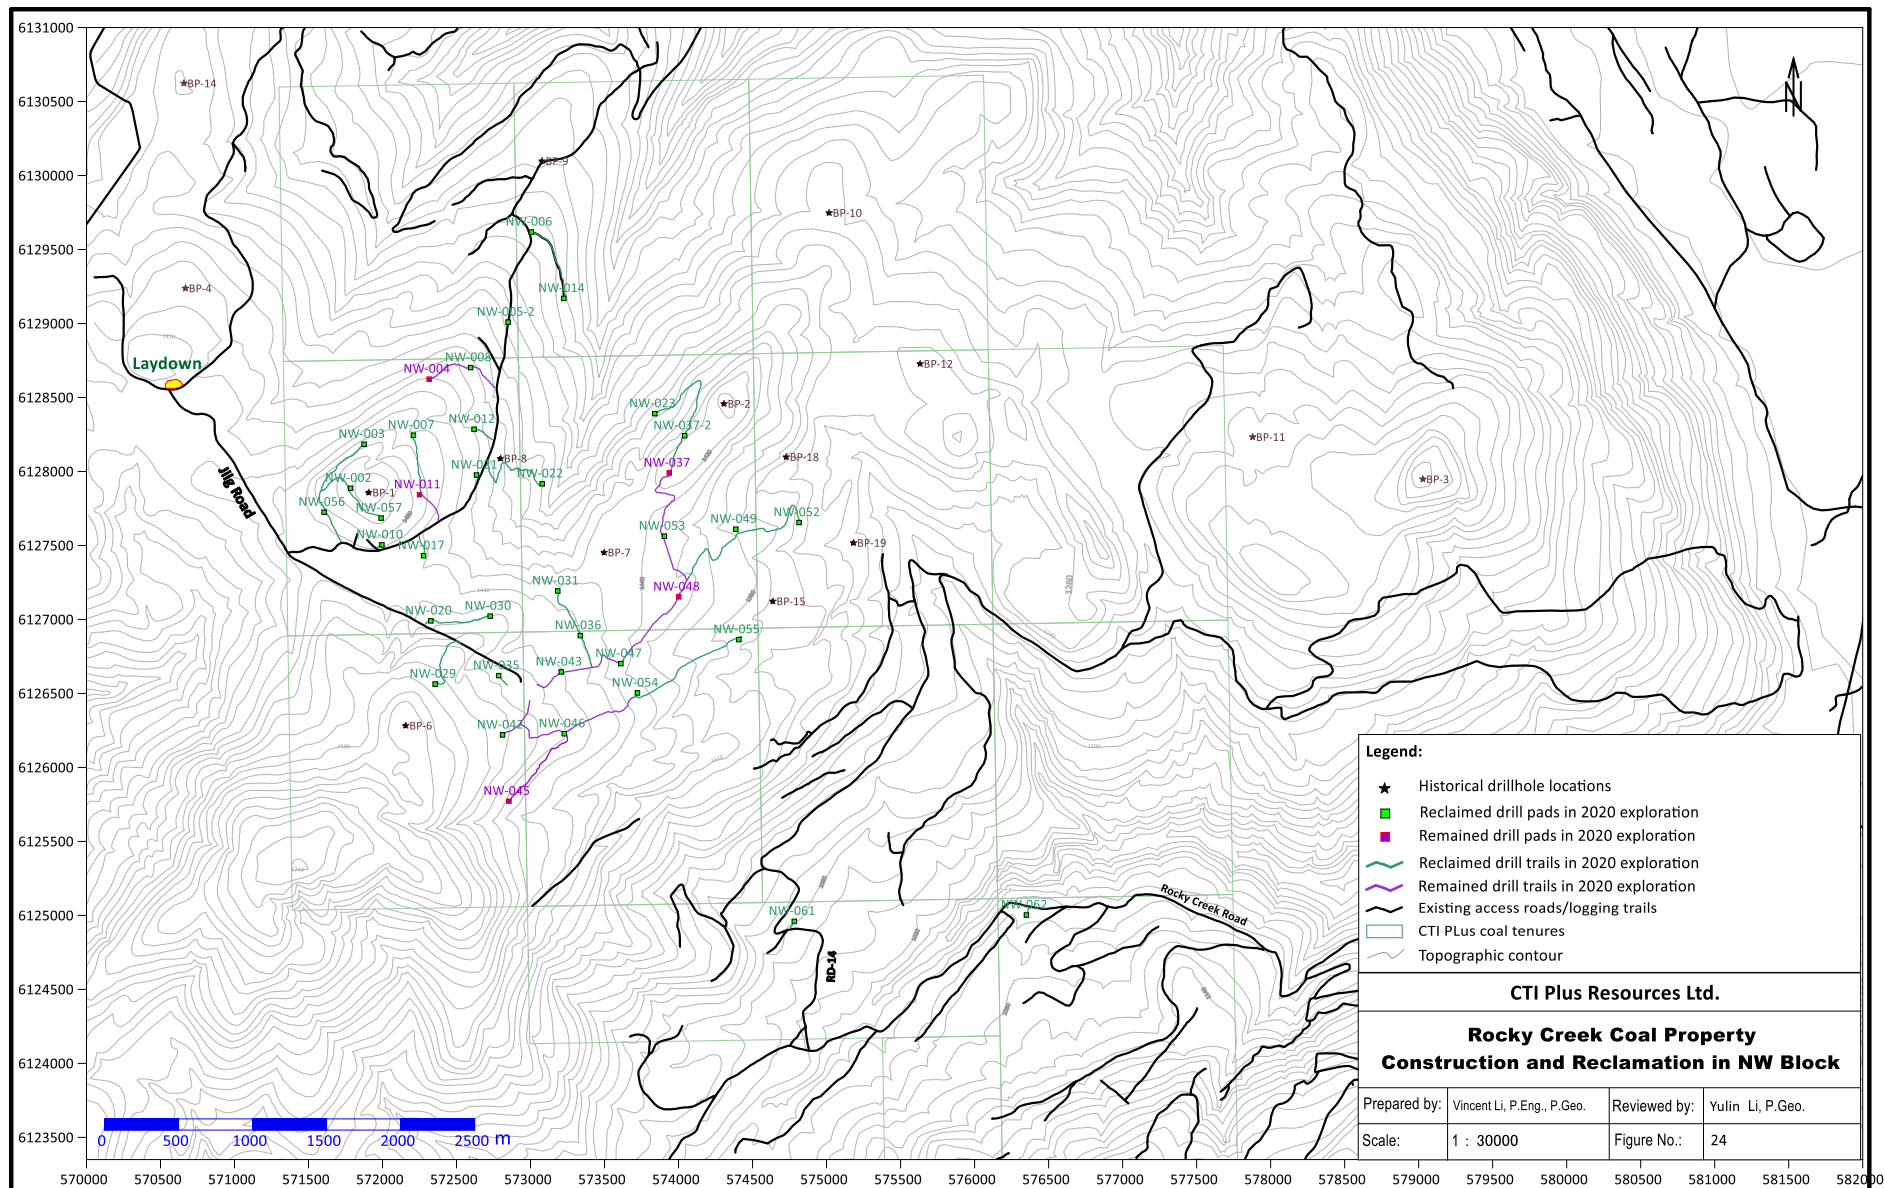 6131000
6130500
6130000
6129500
6129000
6128500
6128000
6127500
6127000
6126500
6126000
6125500
6125000
6124500
6124000
6123500
BP-14
BP-9
BP-10
NW-006
BP-4
NW-014
NW-005-2
Laydown
NW-008
NW-004
BP-12
NW-023
BP-2
NW-012
NW-007
NW-037-2
NW-003
BP-11
BP-8
BP-18
NW-037
NW-021
NW-022
NW-002
NW-011
BP-1
BP-3
NW-056
NW-057
Jilg Road
NW-053
NW-049
NW-052
NW-010
NW-017
BP-7
BP-19
NW-031
NW-048
1260
BP-15
NW-020
NW-030
NW-036
NW-055
NW-029
NW-035
NW-043
NW-047
NW-054
BP-6
NW-042
NW-046
NW-045
NW-061
NW-062
Rocky Creek Road
RD-14
N
Legend:
Historical drillhole locations
Reclaimed drill pads in 2020 exploration
Remained drill pads in 2020 exploration
Reclaimed drill trails in 2020 exploration
Remained drill trails in 2020 exploration
Existing access roads/logging trails
CTI PLus coal tenures
Topographic contour
CTI Plus Resources Ltd.
Rocky Creek Coal Property
Construction and Reclamation in NW Block
Prepared by: Vincent Li, P.Eng., P.Geo. Reviewed by: Yulin Li, P.Geo.
Scale: 1 : 30000 Figure No.: 24
0 500 1000 1500 2000 2500 m
570000 570500 571000 571500 572000 572500 573000 573500 574000 574500 575000 575500 576000 576500 577000 577500 578000 578500 579000 579500 580000 580500 581000 581500 582000